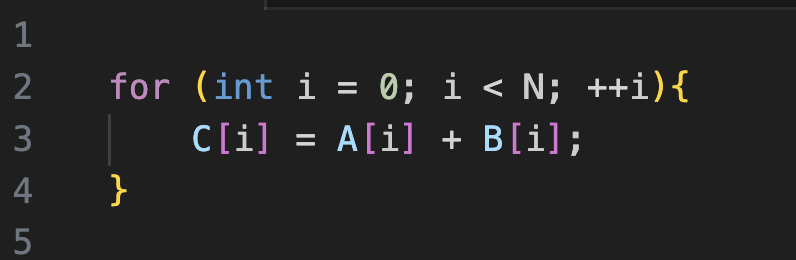 1
2 for (int i = 0; i < N; ++i){
3 C[i] = A[i] + B[i];
4 }
5